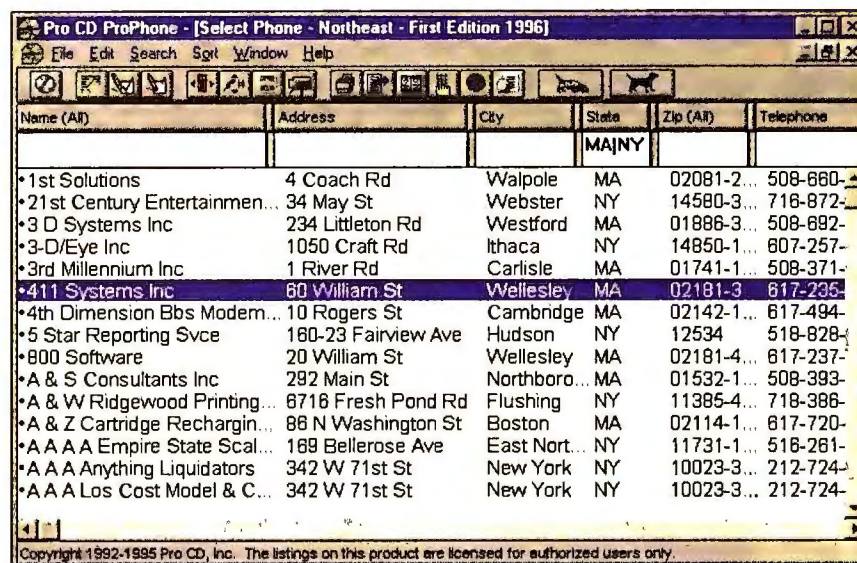 Pro CD ProPhone - [Select Phone - Northeast - First Edition 1996]
File Edit Search Sort Window Help
Name (All) Address City State Zip (All) Telephone
MA|NY
•1st Solutions 4 Coach Rd Walpole MA 02081-2... 508-660-
•21st Century Entertainmen... 34 May St Webster NY 14580-3... 716-872-
•3 D Systems Inc 234 Littleton Rd Westford MA 01886-3... 508-692-
•3-D/Eye Inc 1050 Craft Rd Ithaca NY 14850-1... 607-257-
•3rd Millennium Inc 1 River Rd Carlisle MA 01741-1... 508-371-
•411 Systems Inc 60 William St Wellesley MA 02181-3 617-235-
•4th Dimension Bbs Modem... 10 Rogers St Cambridge MA 02142-1... 617-494-
•5 Star Reporting Svce 160-23 Fairview Ave Hudson NY 12534 518-828-
•800 Software 20 William St Wellesley MA 02181-4... 617-237-
•A & S Consultants Inc 292 Main St Northboro... MA 01532-1... 508-393-
•A & W Ridgewood Printing... 6716 Fresh Pond Rd Flushing NY 11385-4... 718-386-
•A & Z Cartridge Rechargin... 86 N Washington St Boston MA 02114-1... 617-720-
•A A A A Empire State Scal... 169 Bellerose Ave East Nort... NY 11731-1... 516-261-
•A A A Anything Liquidators 342 W 71st St New York NY 10023-3... 212-724-
•A A A Los Cost Model & C... 342 W 71st St New York NY 10023-3... 212-724-
Copyright 1992-1995 Pro CD, Inc. The listings on this product are licensed for authorized users only.